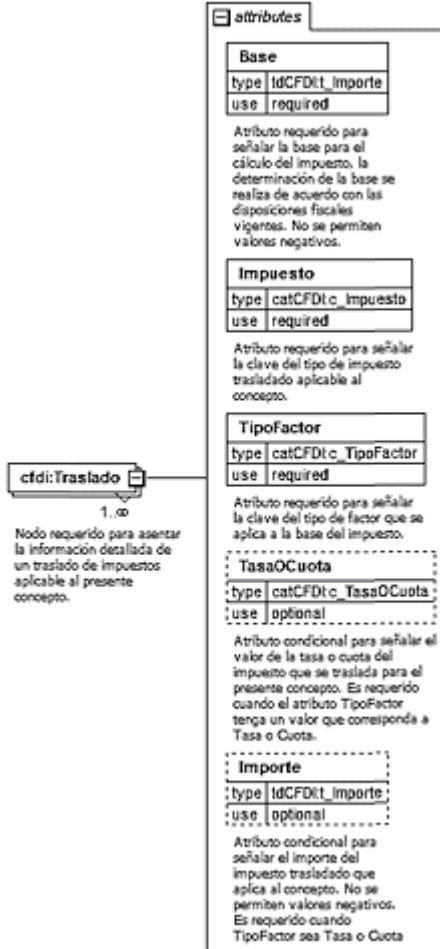 attributes
Base
type tdCFDI:t_Importe
use required
Atributo requerido para
señalar la base para el
cálculo del impuesto, la
determinación de la base se
realiza de acuerdo con las
disposiciones fiscales
vigentes. No se permiten
valores negativos.
Impuesto
type catCFDI:c_Impuesto
use required
Atributo requerido para señalar
la clave del tipo de impuesto
trasladado aplicable al
concepto.
TipoFactor
type catCFDI:c_TipoFactor
use required
Atributo requerido para señalar
la clave del tipo de factor que se
aplica a la base del impuesto.
cfdi:Traslado
1..∞
Nodo requerido para asentar
la información detallada de
un traslado de impuestos
aplicable al presente
concepto.
TasaOCuota
type catCFDI:c_TasaOCuota
use optional
Atributo condicional para señalar el
valor de la tasa o cuota del
impuesto que se traslada para el
presente concepto. Es requerido
cuando el atributo TipoFactor
tenga un valor que corresponda a
Tasa o Cuota.
Importe
type tdCFDI:t_Importe
use optional
Atributo condicional para
señalar el importe del
impuesto trasladado que
aplica al concepto. No se
permiten valores negativos.
Es requerido cuando
TipoFactor sea Tasa o Cuota